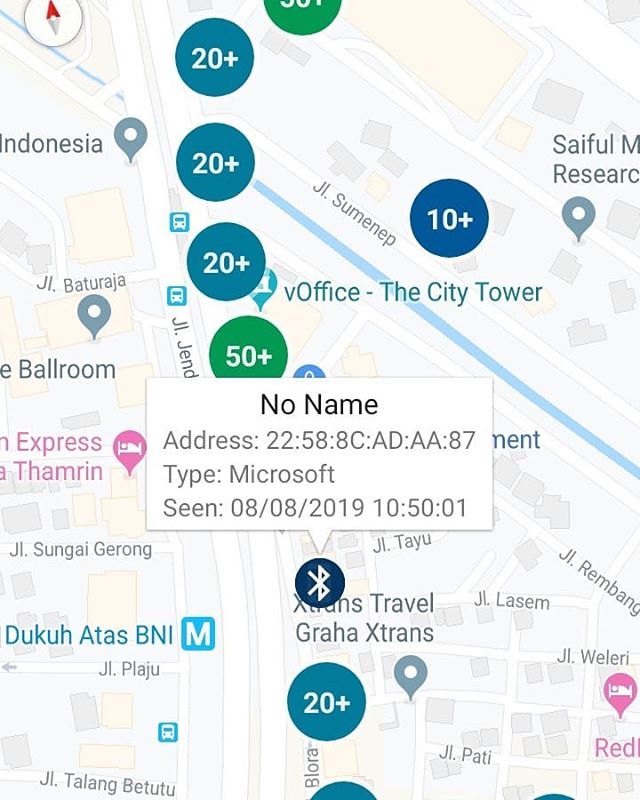 50+
20+
Indonesia
20+
Saiful M
Researc
Jl. Sumenep
10+
20+
Jl. Baturaja
vOffice - The City Tower
Jl. Jend
50+
e Ballroom
No Name
Address: 22:58:8C:AD:AA:87
Type: Microsoft
Seen: 08/08/2019 10:50:01
n Express
a Thamrin
ment
Jl. Sungai Gerong
Jl. Tayu
Jl. Rembang
Xtrans Travel
Graha Xtrans
Jl. Lasem
Dukuh Atas BNI M
Jl. Weleri
Jl. Plaju
20+
Jl. Pati
Redl
Blora
Jl. Talang Betutu